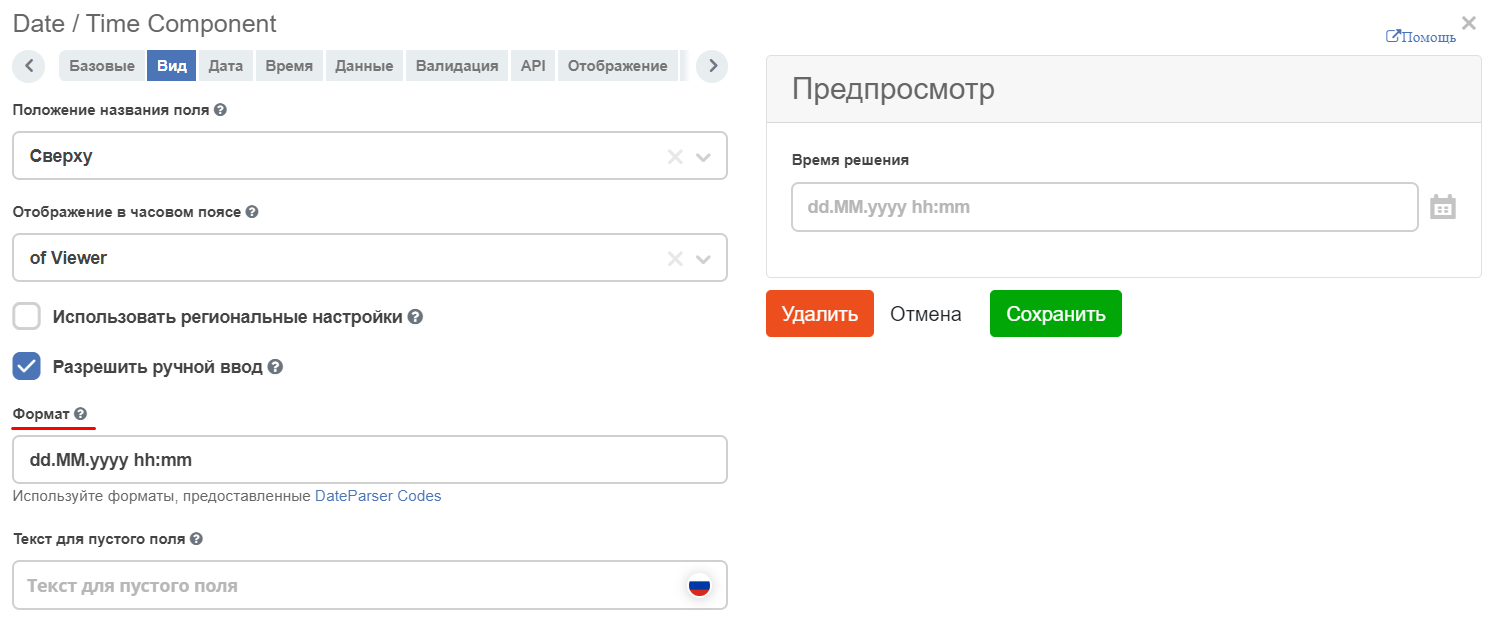 Date / Time Component
Помощь
Базовые Вид Дата Время Данные Валидация API Отображение
Положение названия поля
Сверху
Отображение в часовом поясе
of Viewer
Использовать региональные настройки
Разрешить ручной ввод
Формат
dd.MM.yyyy hh:mm
Используйте форматы, предоставленные DateParser Codes
Текст для пустого поля
Текст для пустого поля
Предпросмотр
Время решения
dd.MM.yyyy hh:mm
Удалить Отмена Сохранить